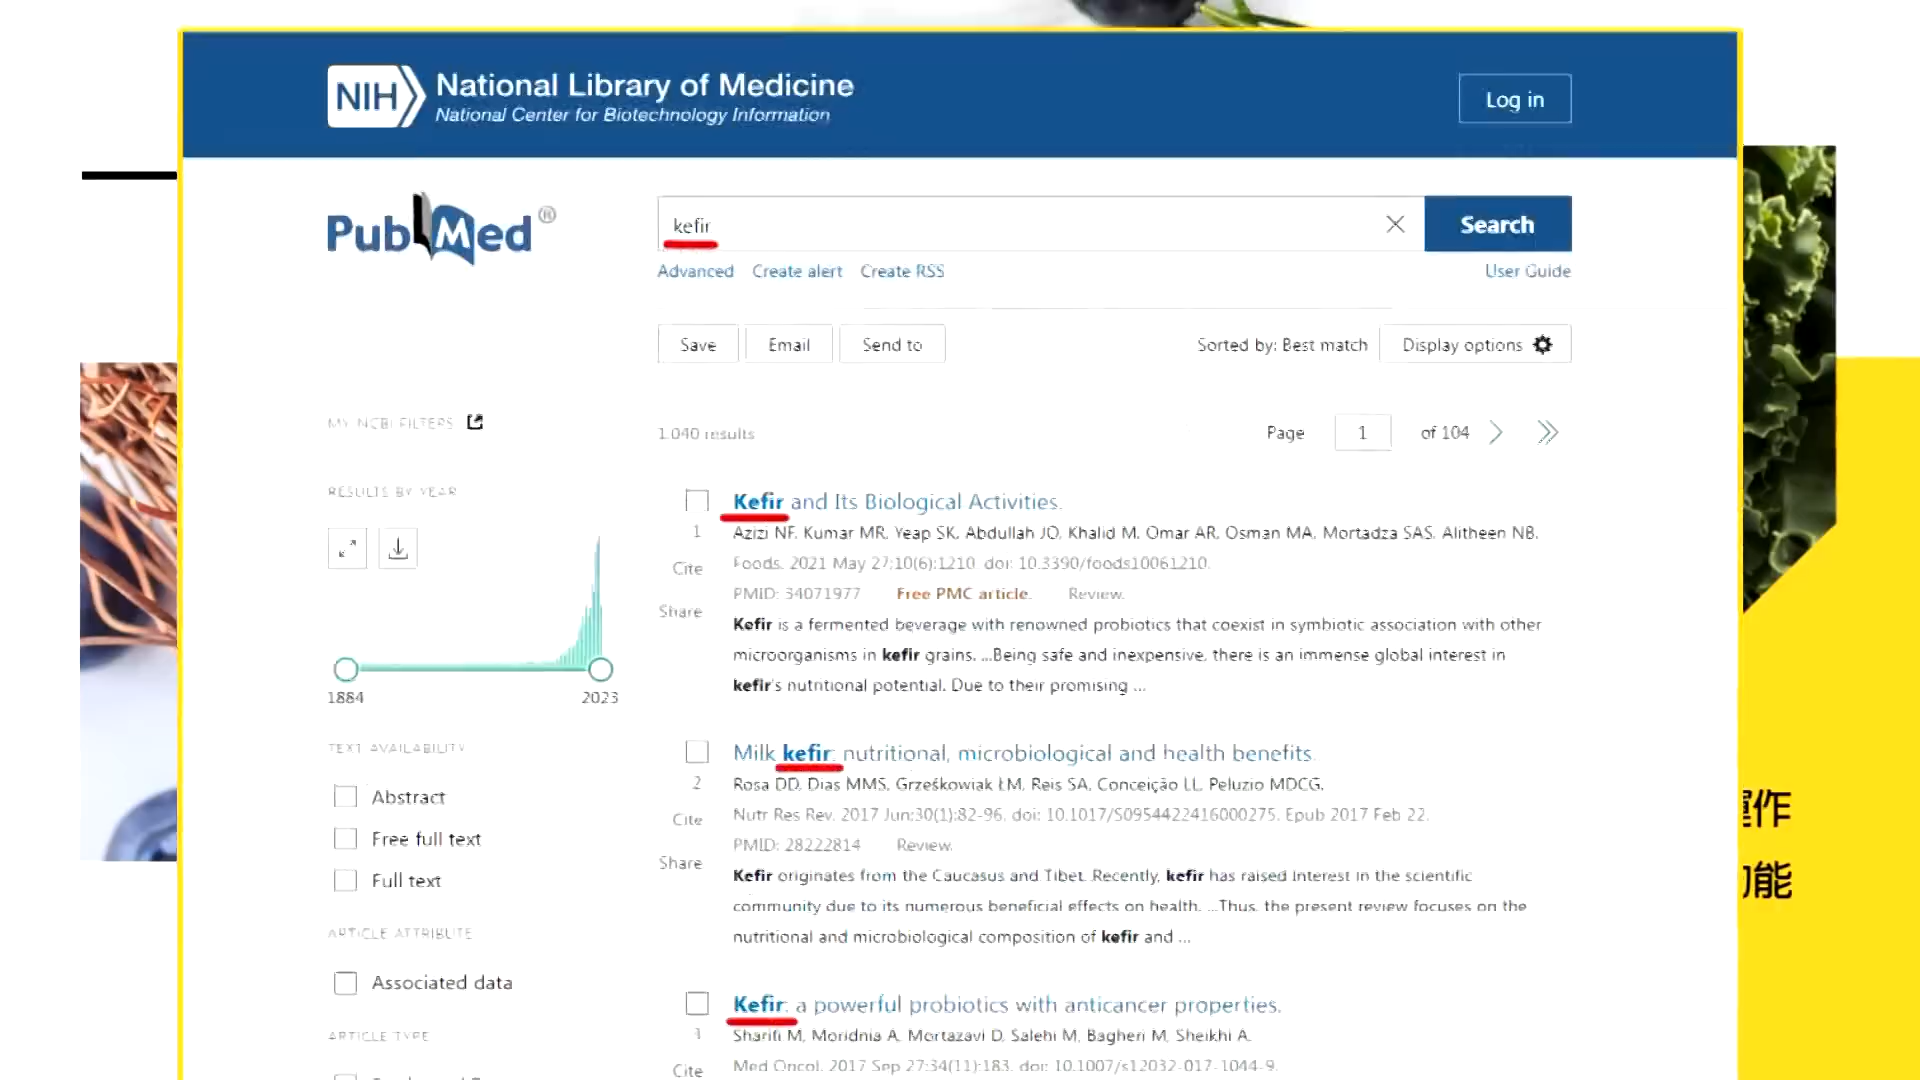 NIH National Library of Medicine
National Center for Biotechnology Information
Log in
PubMed®
kefir
Search
Advanced Create alert Create RSS
User Guide
Save Email Send to
Sorted by: Best match
Display options
MY NCBI FILTERS
1,040 results
Page 1 of 104
RESULTS BY YEAR
1884 2023
TEXT AVAILABILITY
Abstract
Free full text
Full text
ARTICLE ATTRIBUTE
Associated data
ARTICLE TYPE
Kefir and Its Biological Activities.
1
Azizi NF, Kumar MR, Yeap SK, Abdullah JO, Khalid M, Omar AR, Osman MA, Mortadza SAS, Alitheen NB.
Cite
Foods. 2021 May 27;10(6):1210. doi: 10.3390/foods10061210.
PMID: 34071977 Free PMC article. Review.
Share
Kefir is a fermented beverage with renowned probiotics that coexist in symbiotic association with other
microorganisms in kefir grains. ...Being safe and inexpensive, there is an immense global interest in
kefir's nutritional potential. Due to their promising ...
Milk kefir: nutritional, microbiological and health benefits.
2
Rosa DD, Dias MMS, Grześkowiak ŁM, Reis SA, Conceição LL, Peluzio MDCG.
Cite
Nutr Res Rev. 2017 Jun;30(1):82-96. doi: 10.1017/S0954422416000275. Epub 2017 Feb 22.
PMID: 28222814 Review.
Share
Kefir originates from the Caucasus and Tibet. Recently, kefir has raised interest in the scientific
community due to its numerous beneficial effects on health. ...Thus, the present review focuses on the
nutritional and microbiological composition of kefir and ...
Kefir: a powerful probiotics with anticancer properties.
3
Sharifi M, Moridnia A, Mortazavi D, Salehi M, Bagheri M, Sheikhi A.
Cite
Med Oncol. 2017 Sep 27;34(11):183. doi: 10.1007/s12032-017-1044-9.
運作
功能